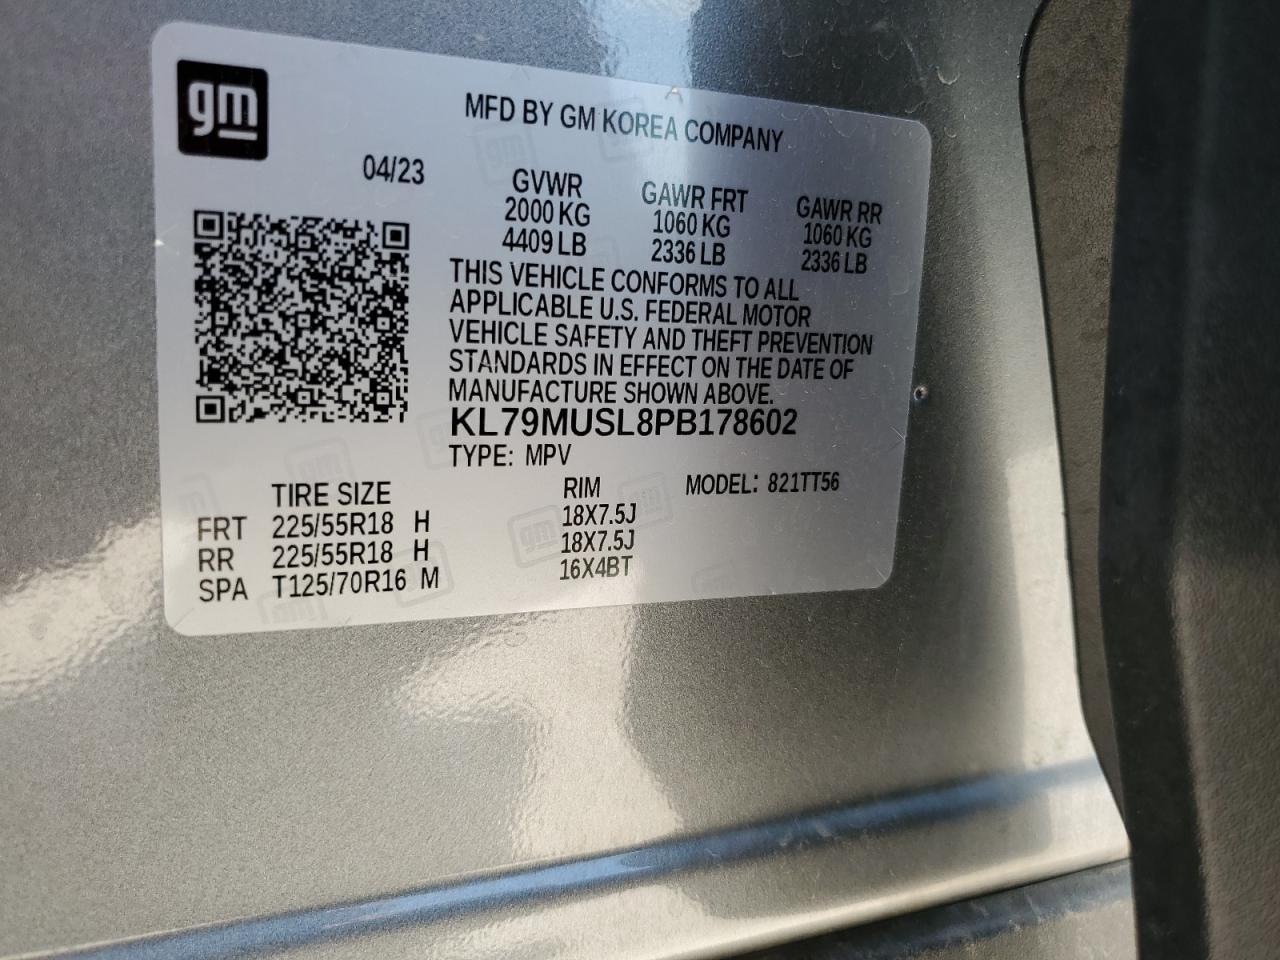 gm
MFD BY GM KOREA COMPANY
04/23
GVWR GAWR FRT GAWR RR
2000 KG 1060 KG 1060 KG
4409 LB 2336 LB 2336 LB
THIS VEHICLE CONFORMS TO ALL
APPLICABLE U.S. FEDERAL MOTOR
VEHICLE SAFETY AND THEFT PREVENTION
STANDARDS IN EFFECT ON THE DATE OF
MANUFACTURE SHOWN ABOVE.
KL79MUSL8PB178602
TYPE: MPV
TIRE SIZE RIM MODEL: 821TT56
FRT 225/55R18 H 18X7.5J
RR 225/55R18 H 18X7.5J
SPA T125/70R16 M 16X4BT